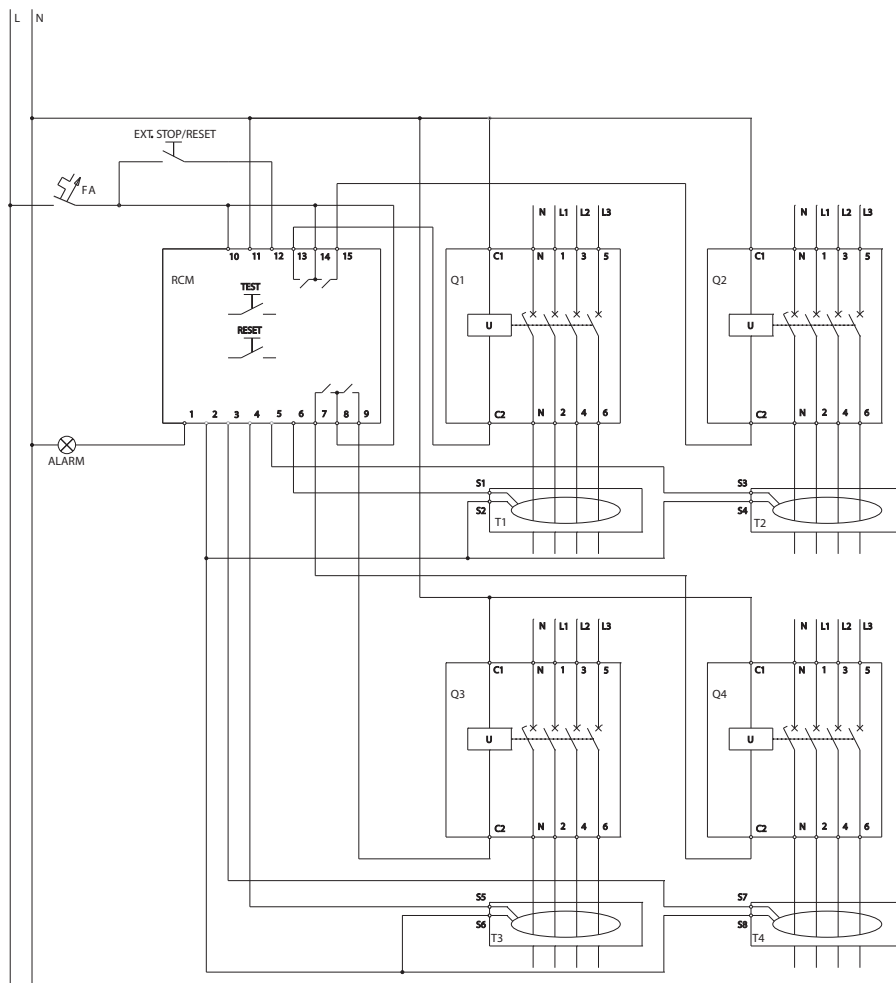 L N
EXT. STOP/RESET
FA
N L1 L2 L3
N L1 L2 L3
10 11 12 13 14 15
C1 N 1 3 5
C1 N 1 3 5
RCM
Q1
Q2
TEST
RESET
U
U
1 2 3 4 5 6 7 8 9
C2 N 2 4 6
C2 N 2 4 6
ALARM
S1
S2
T1
S3
S4
T2
N L1 L2 L3
N L1 L2 L3
C1 N 1 3 5
C1 N 1 3 5
Q3
Q4
U
U
C2 N 2 4 6
C2 N 2 4 6
S5
S6
T3
S7
S8
T4